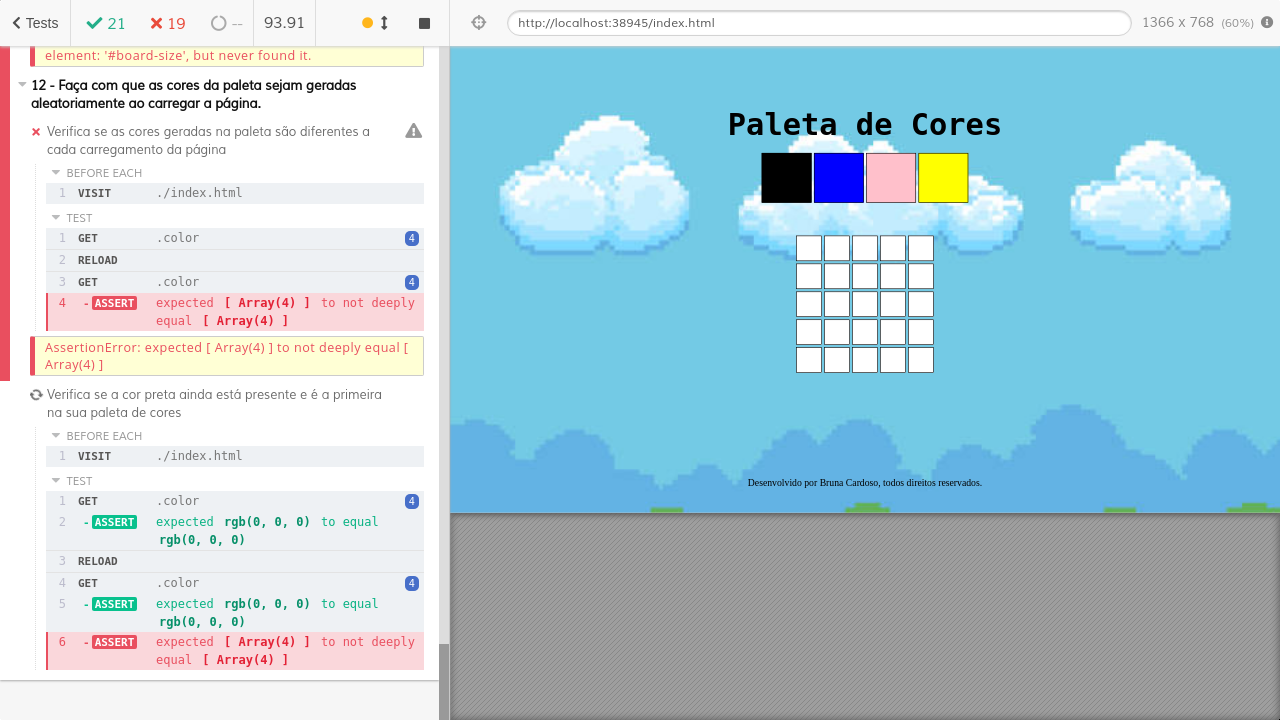 Tests
21
19
--
93.91
element: '#board-size', but never found it.
12 - Faça com que as cores da paleta sejam geradas
aleatoriamente ao carregar a página.
Verifica se as cores geradas na paleta são diferentes a
cada carregamento da página
BEFORE EACH
1 VISIT ./index.html
TEST
1 GET .color 4
2 RELOAD
3 GET .color 4
4 -ASSERT expected [ Array(4) ] to not deeply
equal [ Array(4) ]
AssertionError: expected [ Array(4) ] to not deeply equal [
Array(4) ]
Verifica se a cor preta ainda está presente e é a primeira
na sua paleta de cores
BEFORE EACH
1 VISIT ./index.html
TEST
1 GET .color 4
2 -ASSERT expected rgb(0, 0, 0) to equal
rgb(0, 0, 0)
3 RELOAD
4 GET .color 4
5 -ASSERT expected rgb(0, 0, 0) to equal
rgb(0, 0, 0)
6 -ASSERT expected [ Array(4) ] to not deeply
equal [ Array(4) ]
http://localhost:38945/index.html
1366 x 768 (60%)
Paleta de Cores
Desenvolvido por Bruna Cardoso, todos direitos reservados.